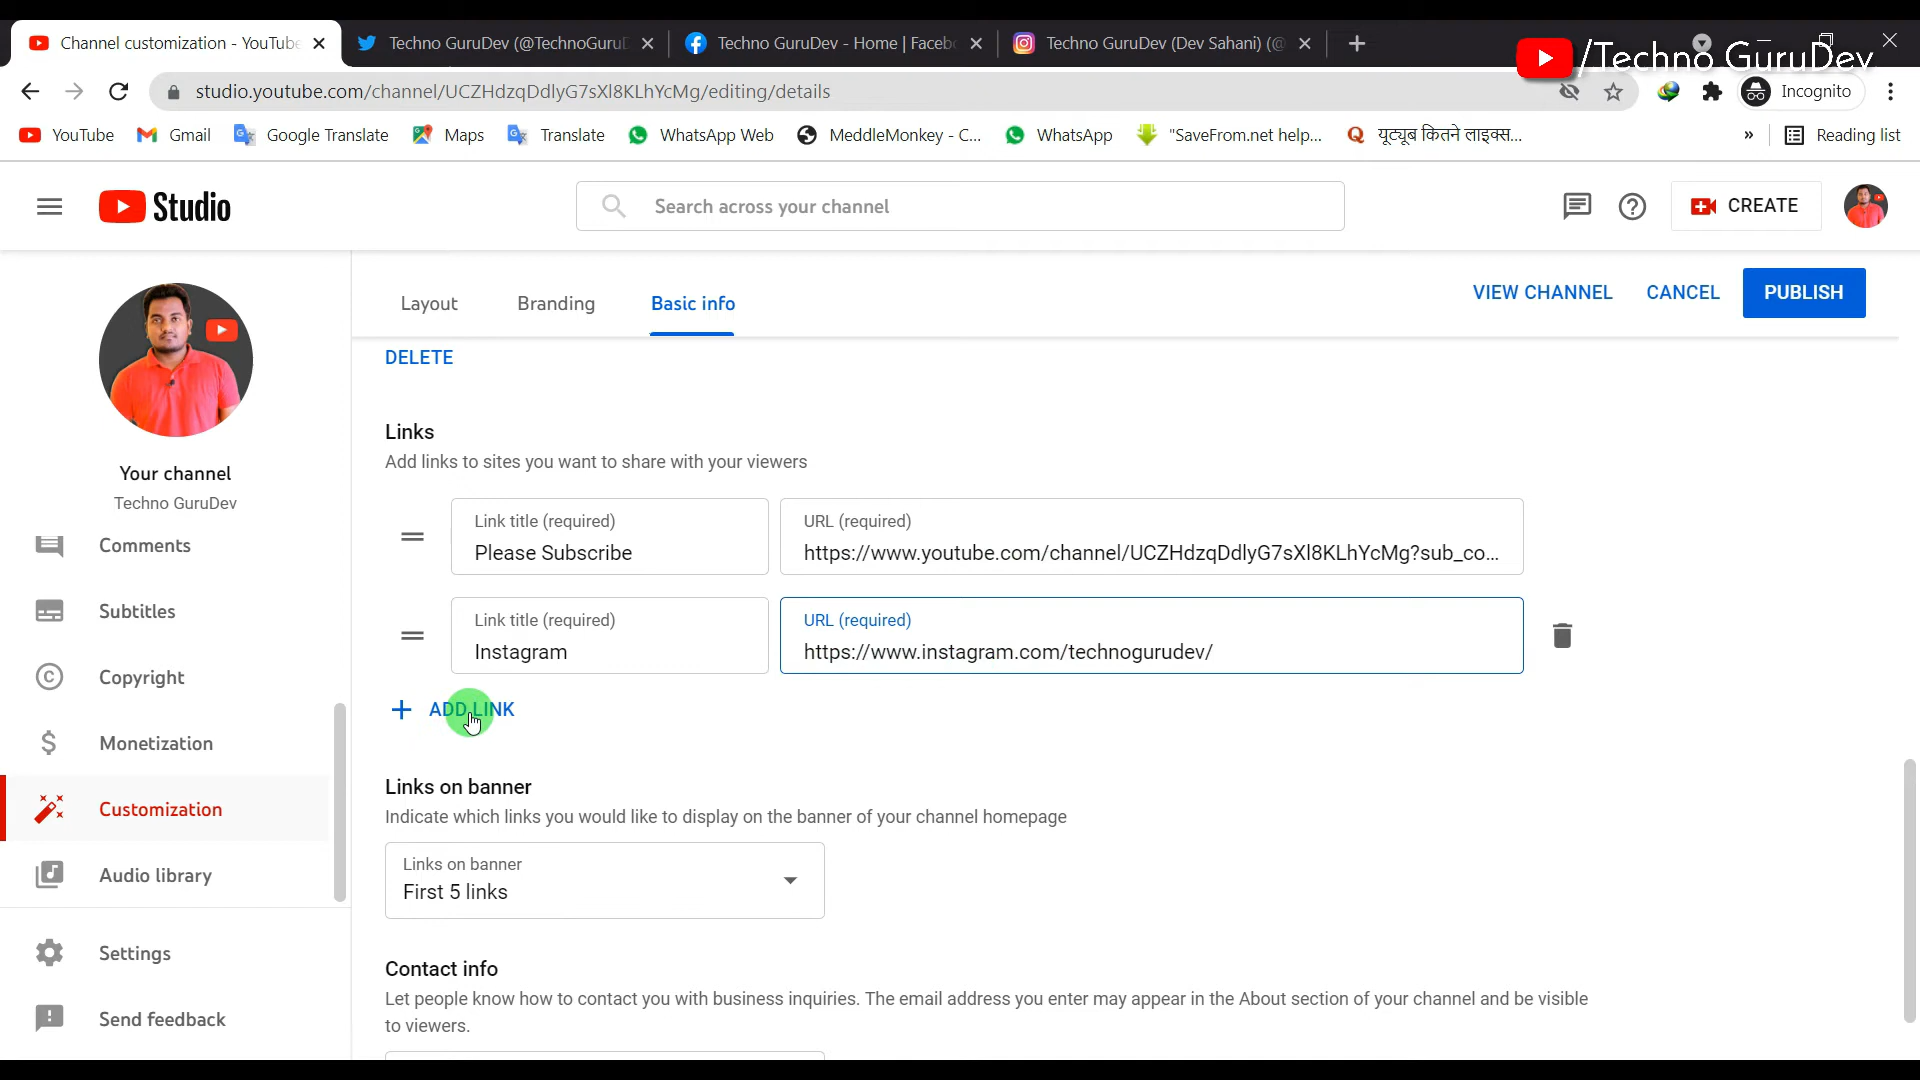 Channel customization - YouTube
Techno GuruDev (@TechnoGuruD
Techno GuruDev - Home | Facebo
Techno GuruDev (Dev Sahani) (@
/Techno GuruDev
studio.youtube.com/channel/UCZHdzqDdlyG7sXl8KLhYcMg/editing/details
Incognito
YouTube
Gmail
Google Translate
Maps
Translate
WhatsApp Web
MeddleMonkey - C...
WhatsApp
"SaveFrom.net help...
यूट्यूब कितने लाइक्स...
»
Reading list
Studio
Search across your channel
CREATE
Your channel
Techno GuruDev
Comments
Subtitles
Copyright
Monetization
Customization
Audio library
Settings
Send feedback
Layout
Branding
Basic info
VIEW CHANNEL
CANCEL
PUBLISH
DELETE
Links
Add links to sites you want to share with your viewers
Link title (required)
Please Subscribe
URL (required)
https://www.youtube.com/channel/UCZHdzqDdlyG7sXl8KLhYcMg?sub_co...
Link title (required)
Instagram
URL (required)
https://www.instagram.com/technogurudev/
+ ADD LINK
Links on banner
Indicate which links you would like to display on the banner of your channel homepage
Links on banner
First 5 links
Contact info
Let people know how to contact you with business inquiries. The email address you enter may appear in the About section of your channel and be visible
to viewers.